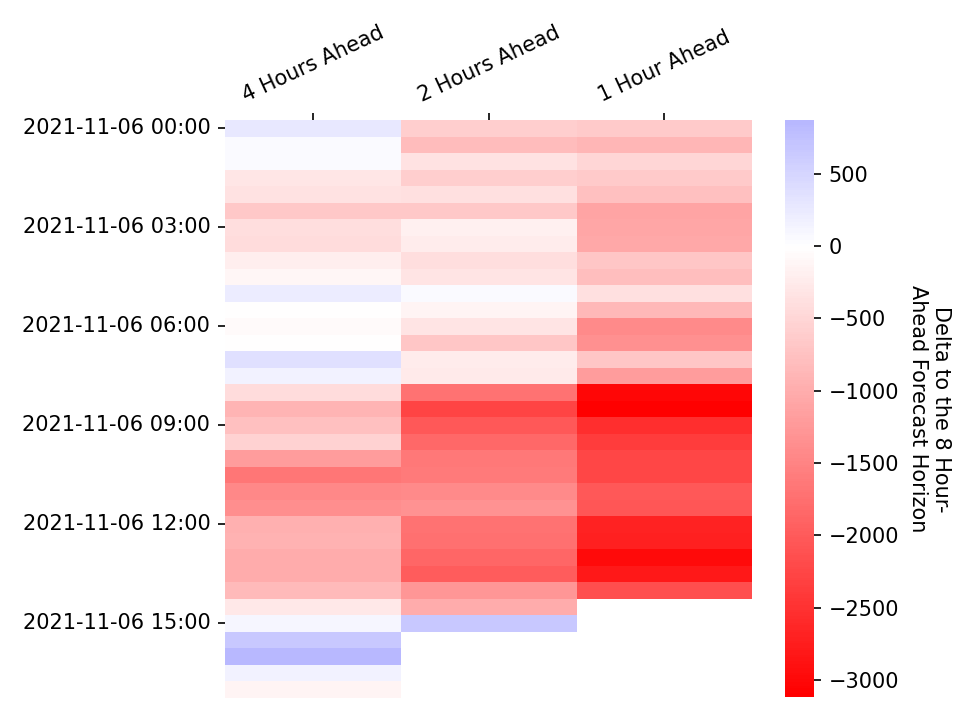 4 Hours Ahead
2 Hours Ahead
1 Hour Ahead
2021-11-06 00:00
2021-11-06 03:00
2021-11-06 06:00
2021-11-06 09:00
2021-11-06 12:00
2021-11-06 15:00
500
0
−500
−1000
−1500
−2000
−2500
−3000
Delta to the 8 Hour-
Ahead Forecast Horizon